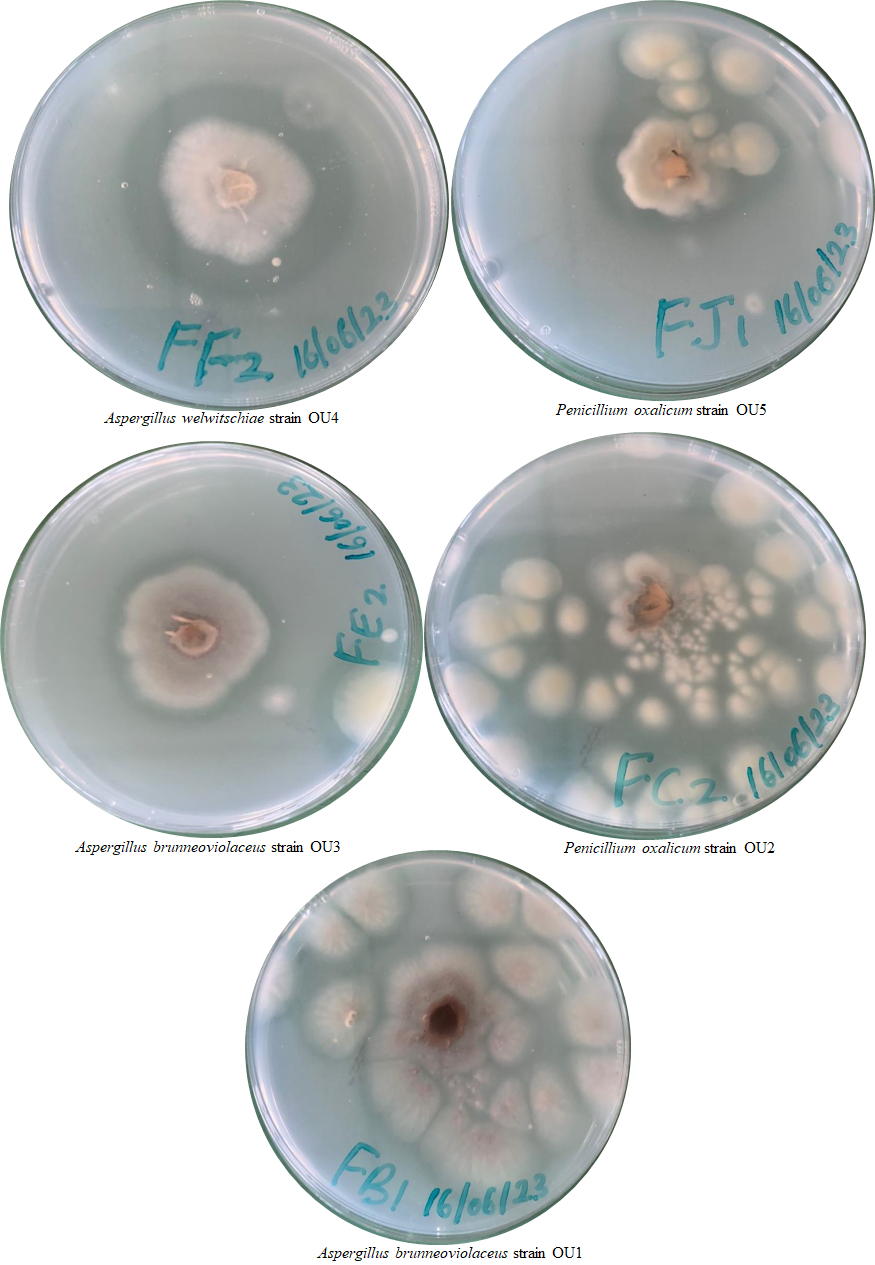 FF2 16/06/23
Aspergillus welwitschiae strain OU4
FJ1 16/06/23
Penicillium oxalicum strain OU5
FE2. 16/06/23
Aspergillus brunneoviolaceus strain OU3
FC.2. 16/06/23
Penicillium oxalicum strain OU2
FB1 16/06/23
Aspergillus brunneoviolaceus strain OU1